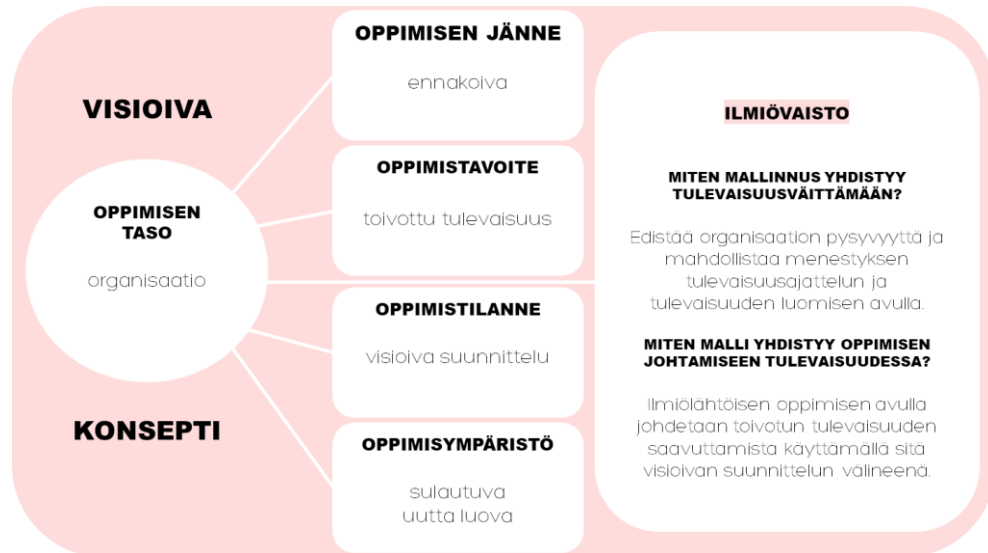 VISIOIVA
OPPIMISEN
TASO
organisaatio
KONSEPTI
OPPIMISEN JÄNNE
ennakoiva
OPPIMISTAVOITE
toivottu tulevaisuus
OPPIMISTILANNE
visioiva suunnittelu
OPPIMISYMPÄRISTÖ
sulautuva
uutta luova
ILMIÖVAISTO
MITEN MALLINNUS YHDISTYY
TULEVAISUUSVÄITTÄMÄÄN?
Edistää organisaation pysyvyyttä ja
mahdollistaa menestyksen
tulevaisuusajattelun ja
tulevaisuuden luomisen avulla.
MITEN MALLI YHDISTYY OPPIMISEN
JOHTAMISEEN TULEVAISUUDESSA?
Ilmiölähtöisen oppimisen avulla
johdetaan toivotun tulevaisuuden
saavuttamista käyttämällä sitä
visioivan suunnittelun välineenä.